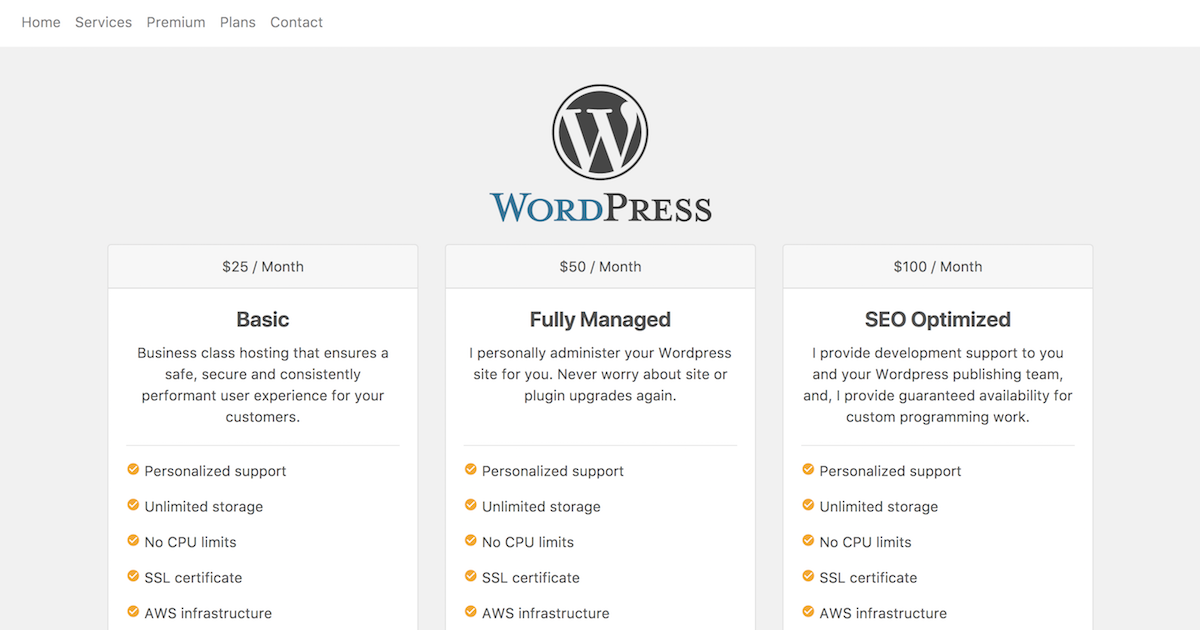 Home Services Premium Plans Contact
WORDPRESS
$25 / Month
Basic
Business class hosting that ensures a
safe, secure and consistently
performant user experience for your
customers.
Personalized support
Unlimited storage
No CPU limits
SSL certificate
AWS infrastructure
$50 / Month
Fully Managed
I personally administer your Wordpress
site for you. Never worry about site or
plugin upgrades again.
Personalized support
Unlimited storage
No CPU limits
SSL certificate
AWS infrastructure
$100 / Month
SEO Optimized
I provide development support to you
and your Wordpress publishing team,
and, I provide guaranteed availability for
custom programming work.
Personalized support
Unlimited storage
No CPU limits
SSL certificate
AWS infrastructure